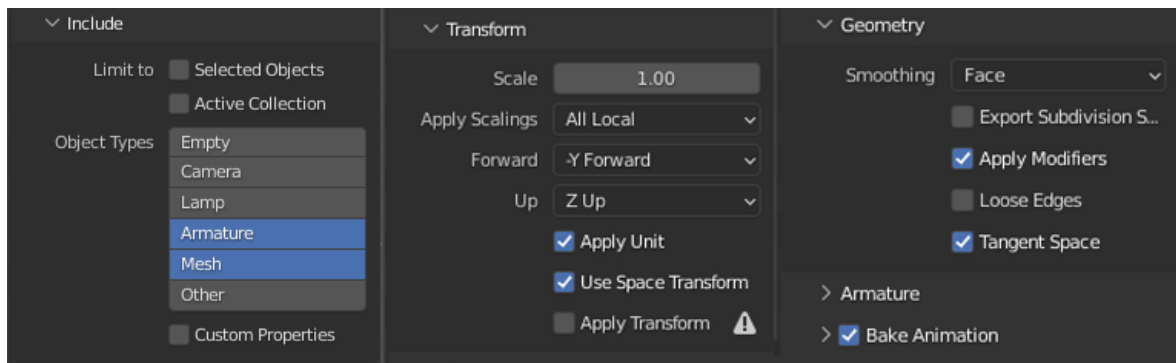 Include
Limit to Selected Objects
Active Collection
Object Types Empty
Camera
Lamp
Armature
Mesh
Other
Custom Properties
Transform
Scale 1.00
Apply Scalings All Local
Forward -Y Forward
Up Z Up
Apply Unit
Use Space Transform
Apply Transform
Geometry
Smoothing Face
Export Subdivision S...
Apply Modifiers
Loose Edges
Tangent Space
Armature
Bake Animation